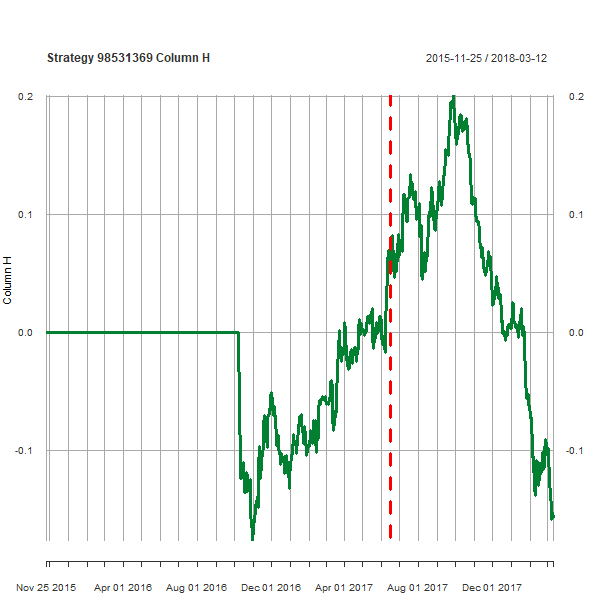 Strategy 98531369 Column H
2015-11-25 / 2018-03-12
0.2
0.2
0.1
0.1
Column H
0.0
0.0
-0.1
-0.1
Nov 25 2015
Apr 01 2016
Aug 01 2016
Dec 01 2016
Apr 01 2017
Aug 01 2017
Dec 01 2017